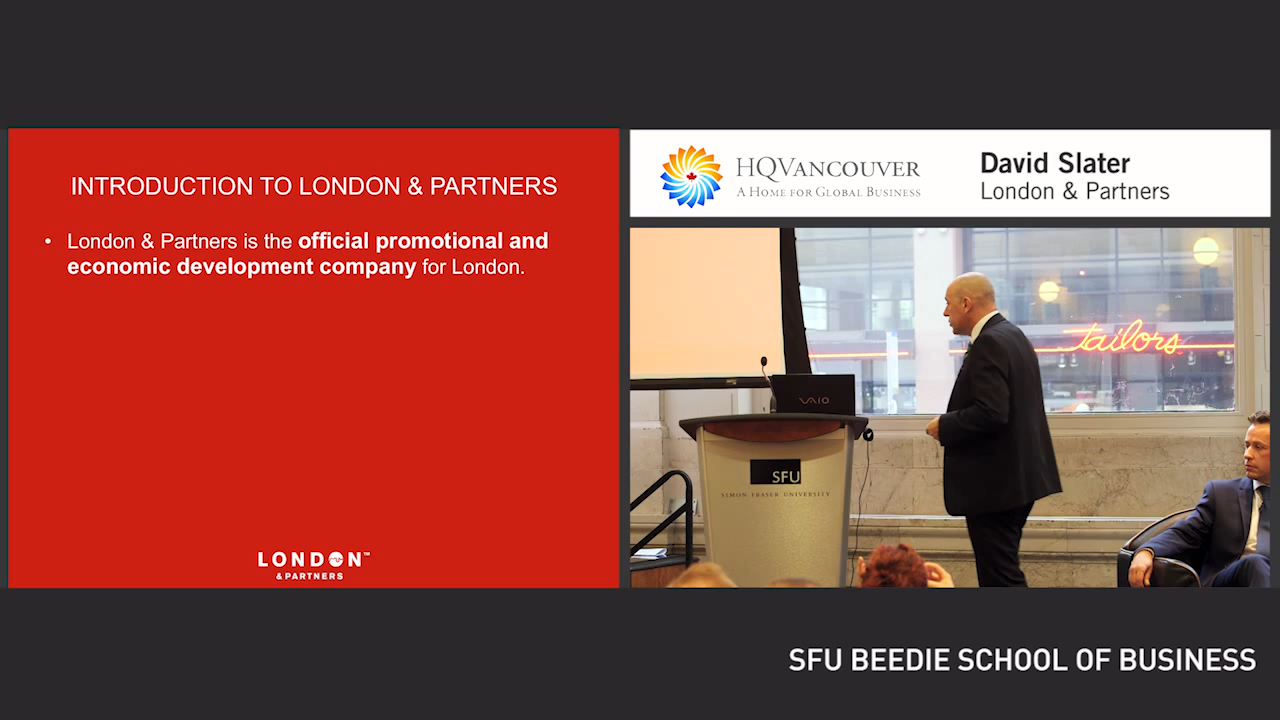 INTRODUCTION TO LONDON & PARTNERS
• London & Partners is the official promotional and
economic development company for London.
LONDON™
& PARTNERS
HQVANCOUVER
A HOME FOR GLOBAL BUSINESS
David Slater
London & Partners
tailors
VAIO
SFU
SIMON FRASER UNIVERSITY
SFU BEEDIE SCHOOL OF BUSINESS